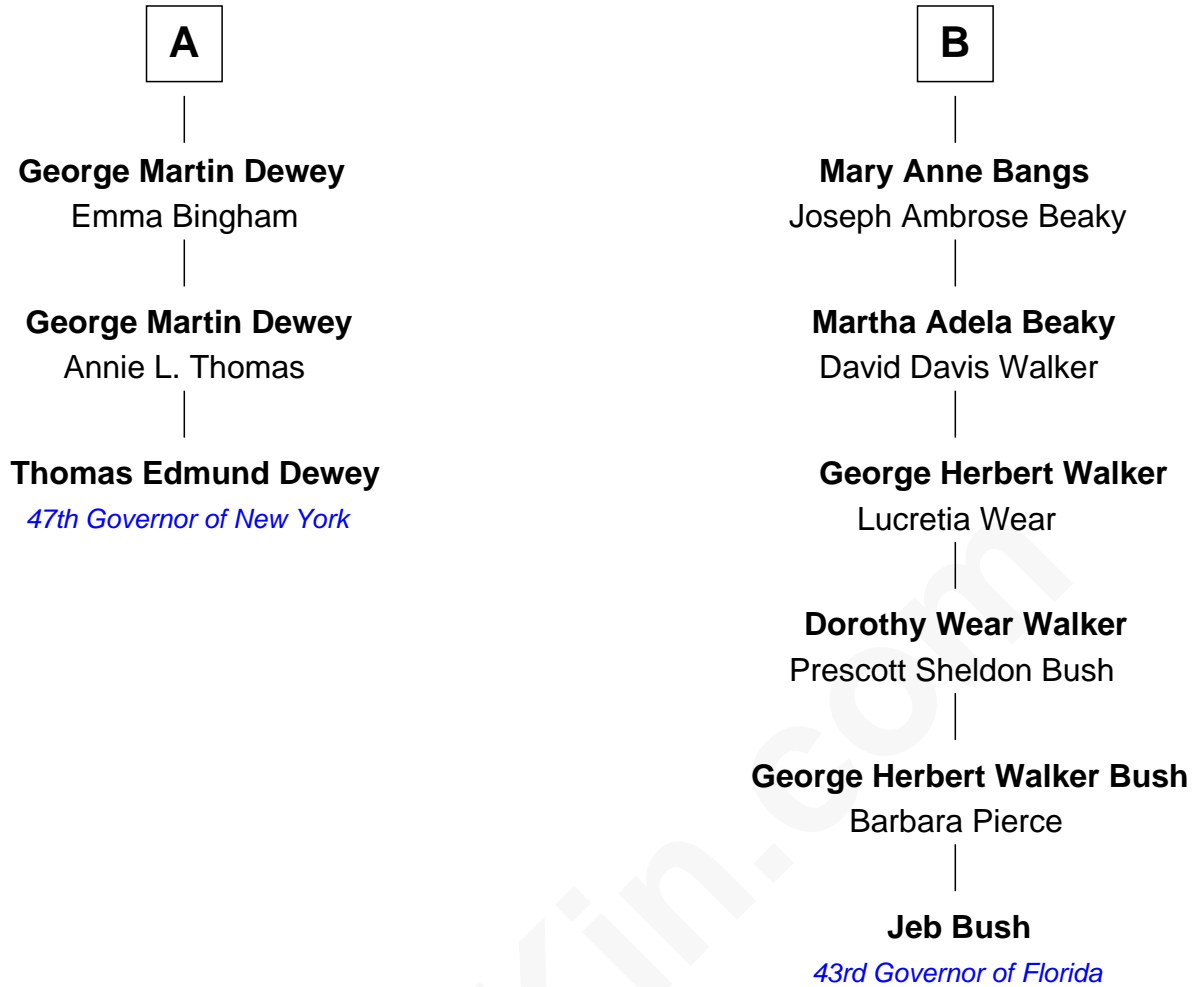 A
George Martin Dewey
Emma Bingham
George Martin Dewey
Annie L. Thomas
Thomas Edmund Dewey
47th Governor of New York
B
Mary Anne Bangs
Joseph Ambrose Beaky
Martha Adela Beaky
David Davis Walker
George Herbert Walker
Lucretia Wear
Dorothy Wear Walker
Prescott Sheldon Bush
George Herbert Walker Bush
Barbara Pierce
Jeb Bush
43rd Governor of Florida